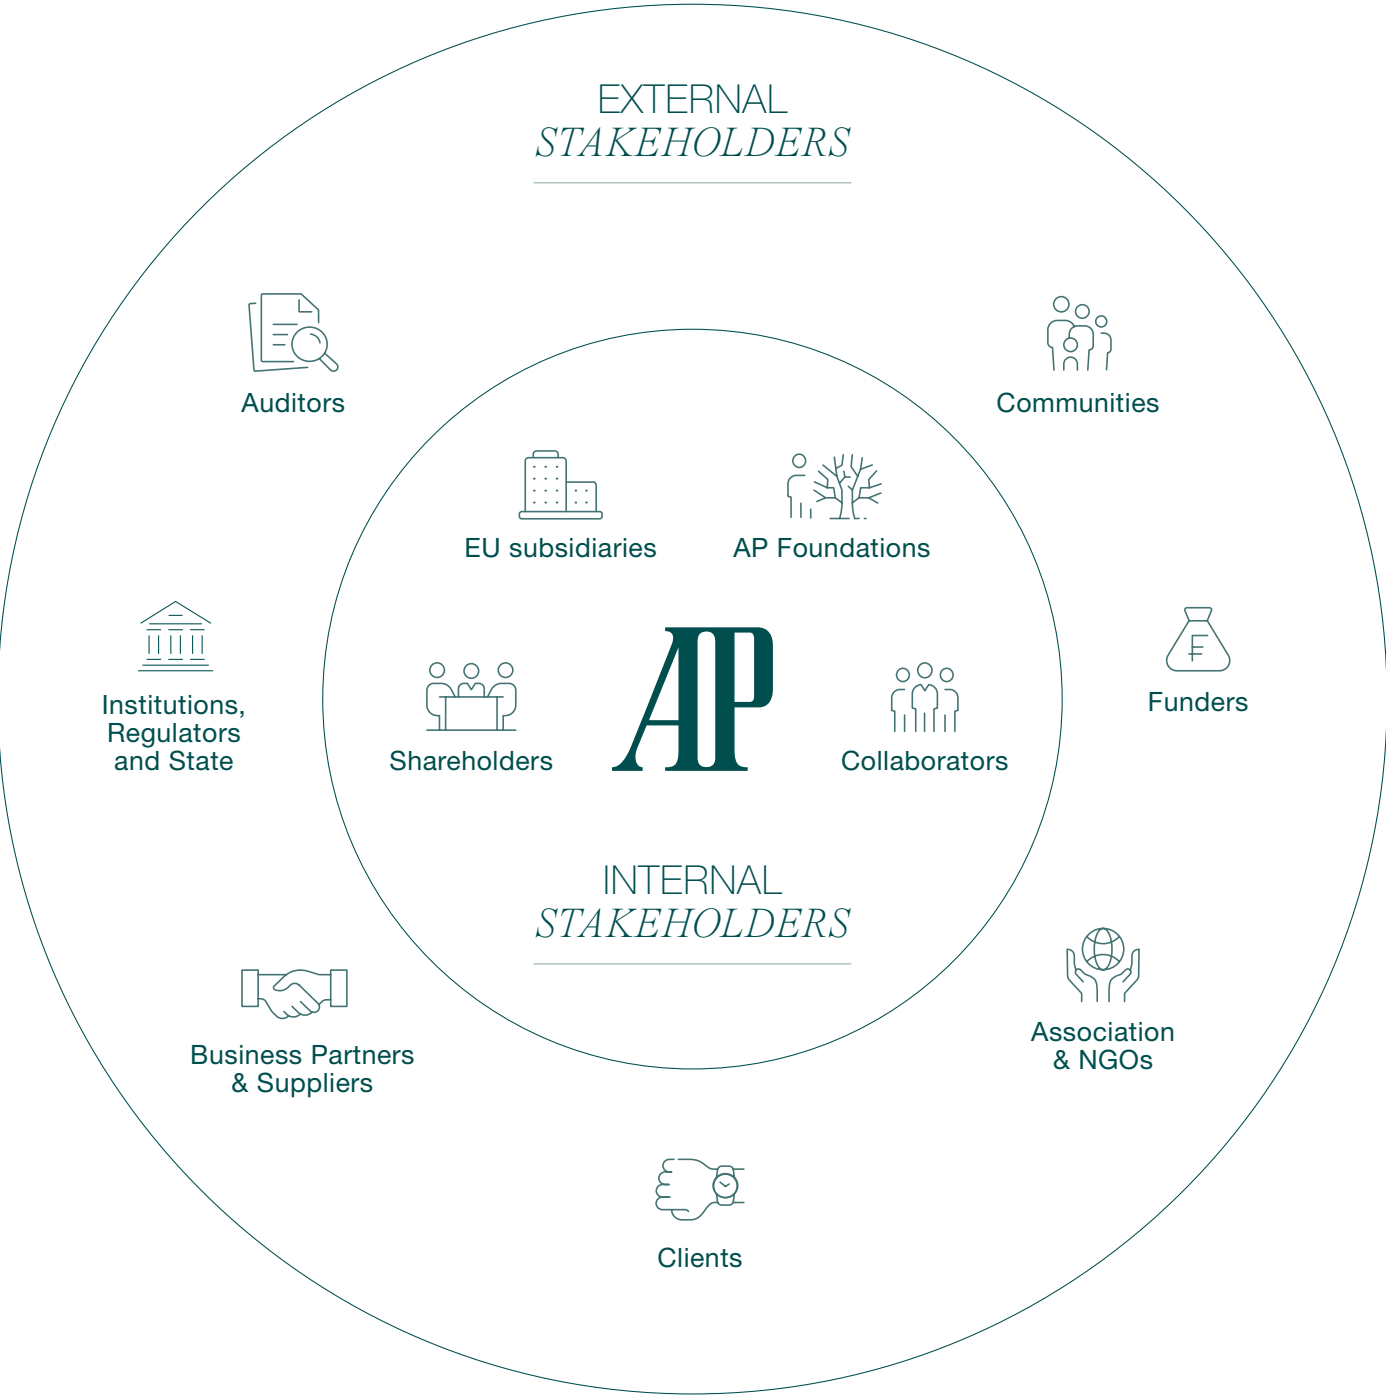 EXTERNAL
STAKEHOLDERS
Auditors
Communities
EU subsidiaries
AP Foundations
Institutions,
Regulators
and State
Funders
Shareholders
AP
Collaborators
INTERNAL
STAKEHOLDERS
Business Partners
& Suppliers
Association
& NGOs
Clients